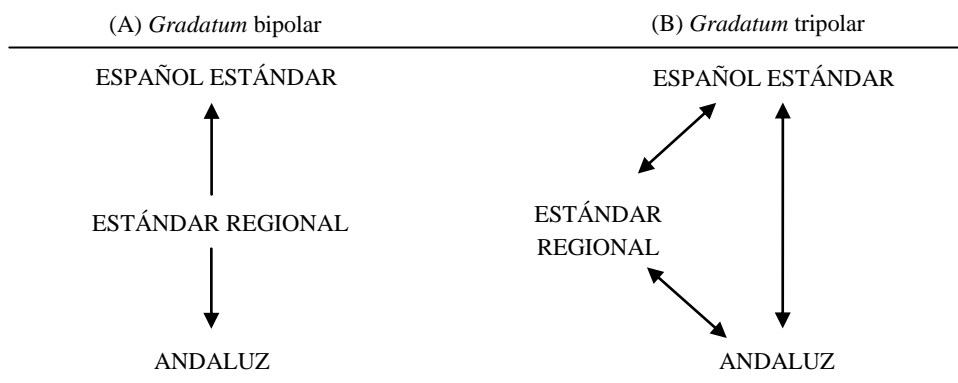 (A) Gradatum bipolar
(B) Gradatum tripolar
ESPAÑOL ESTÁNDAR
ESTÁNDAR REGIONAL
ANDALUZ
ESPAÑOL ESTÁNDAR
ESTÁNDAR
REGIONAL
ANDALUZ